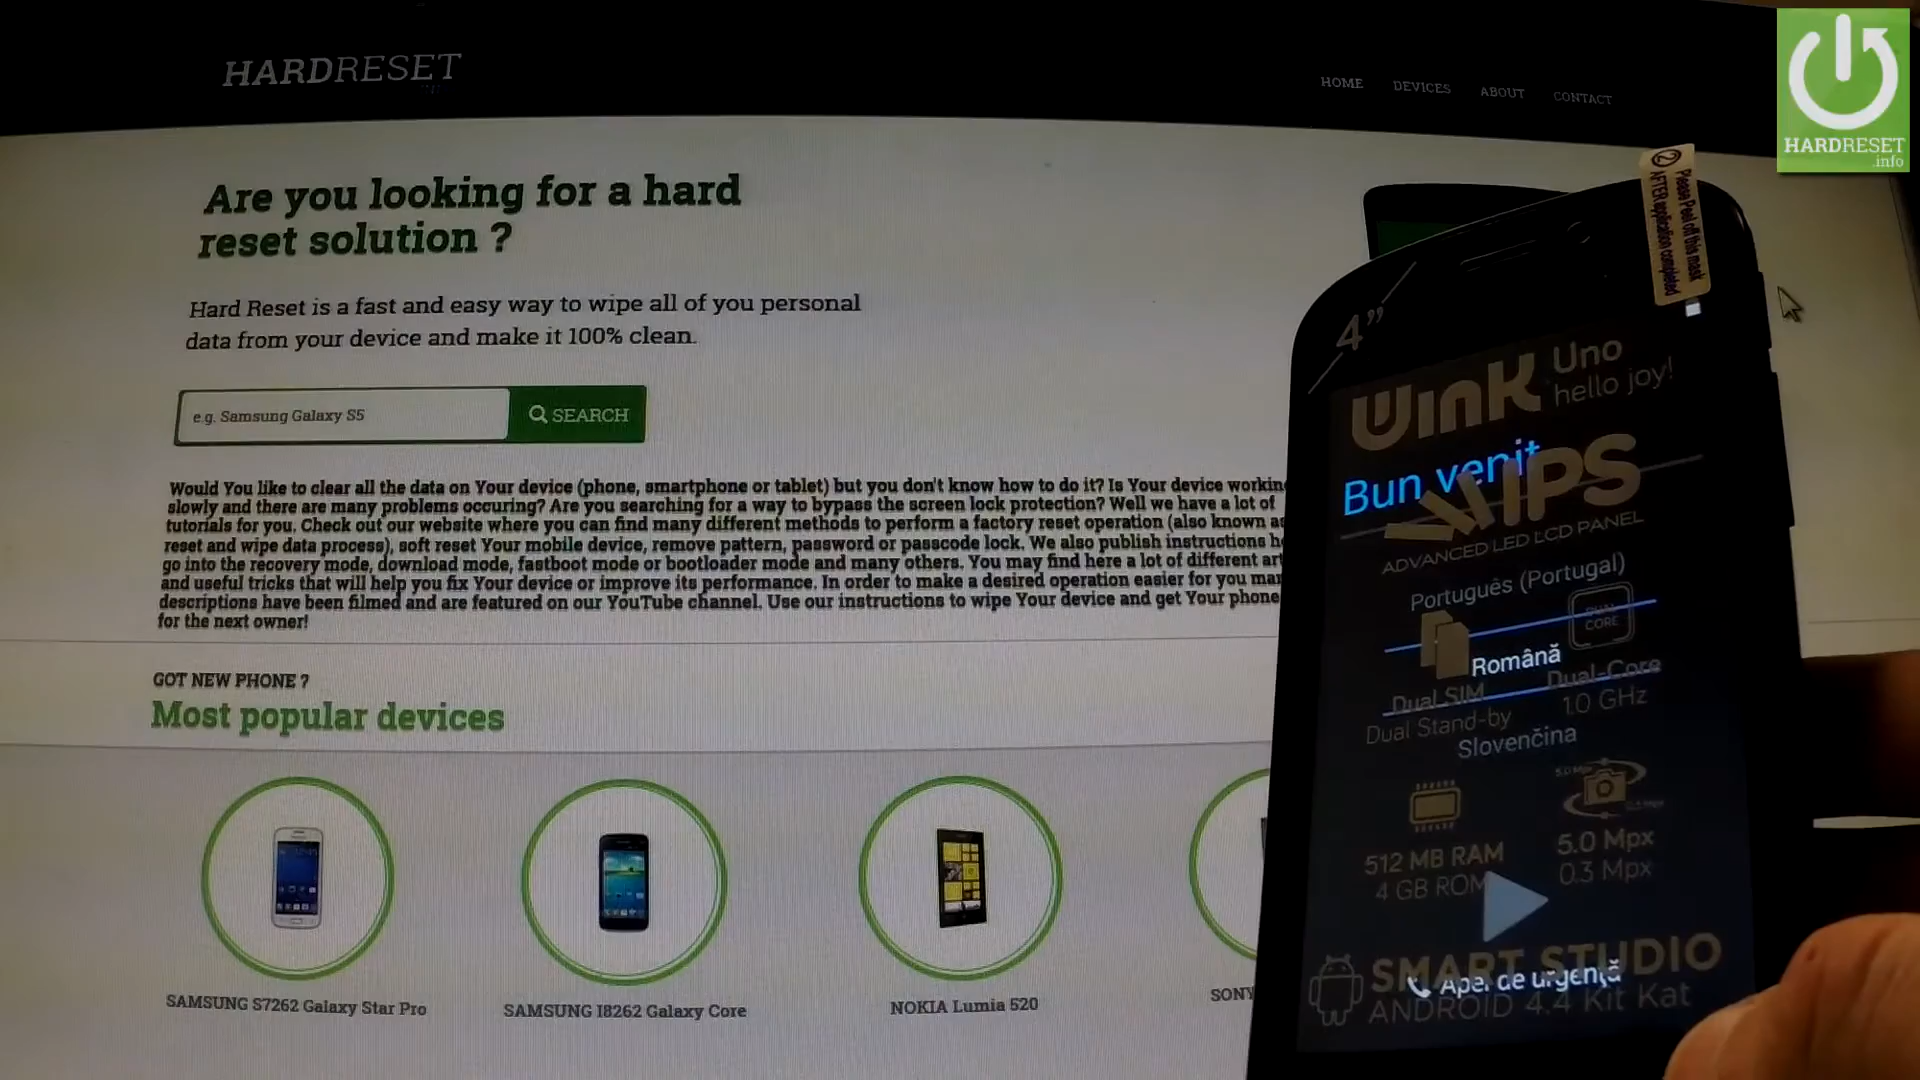 HARDRESET
HOME
DEVICES
ABOUT
CONTACT
HARDRESET
.info
Are you looking for a hard
reset solution ?
Hard Reset is a fast and easy way to wipe all of you personal
data from your device and make it 100% clean.
e.g. Samsung Galaxy S5
SEARCH
Would You like to clear all the data on Your device (phone, smartphone or tablet) but you don't know how to do it? Is Your device working
slowly and there are many problems occuring? Are you searching for a way to bypass the screen lock protection? Well we have a lot of
tutorials for you. Check out our website where you can find many different methods to perform a factory reset operation (also known as
reset and wipe data process), soft reset Your mobile device, remove pattern, password or passcode lock. We also publish instructions
go into the recovery mode, download mode, fastboot mode or bootloader mode and many others. You may find here a lot of different
and useful tricks that will help you fix Your device or improve its performance. In order to make a desired operation easier for you
descriptions have been filmed and are featured on our YouTube channel. Use our instructions to wipe Your device and get Your phone
for the next owner!
GOT NEW PHONE ?
Most popular devices
SAMSUNG S7262 Galaxy Star Pro
SAMSUNG I8262 Galaxy Core
NOKIA Lumia 520
SONY
2
Please Peel off this mask
AFTER application completed
4"
Wink Uno
hello joy!
Bun venit
IPS
ADVANCED LED LCD PANEL
Português (Portugal)
CORE
Română
Dual SIM
Dual Stand-by
Dual-Core
1.0 GHz
Slovenčina
512 MB RAM
4 GB ROM
5.0 Mpx
0.3 Mpx
SMART STUDIO
Apel de urgență
ANDROID 4.4 Kit Kat